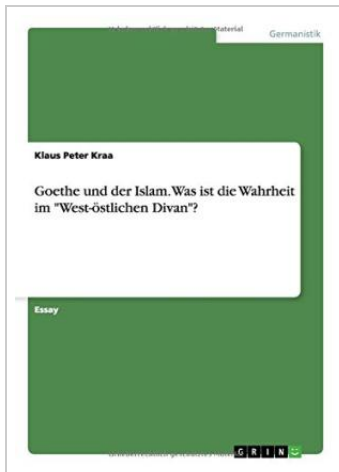 Germanistik
Klaus Peter Kraa
Goethe und der Islam. Was ist die Wahrheit
im "West-östlichen Divan"?
Essay
GRIN